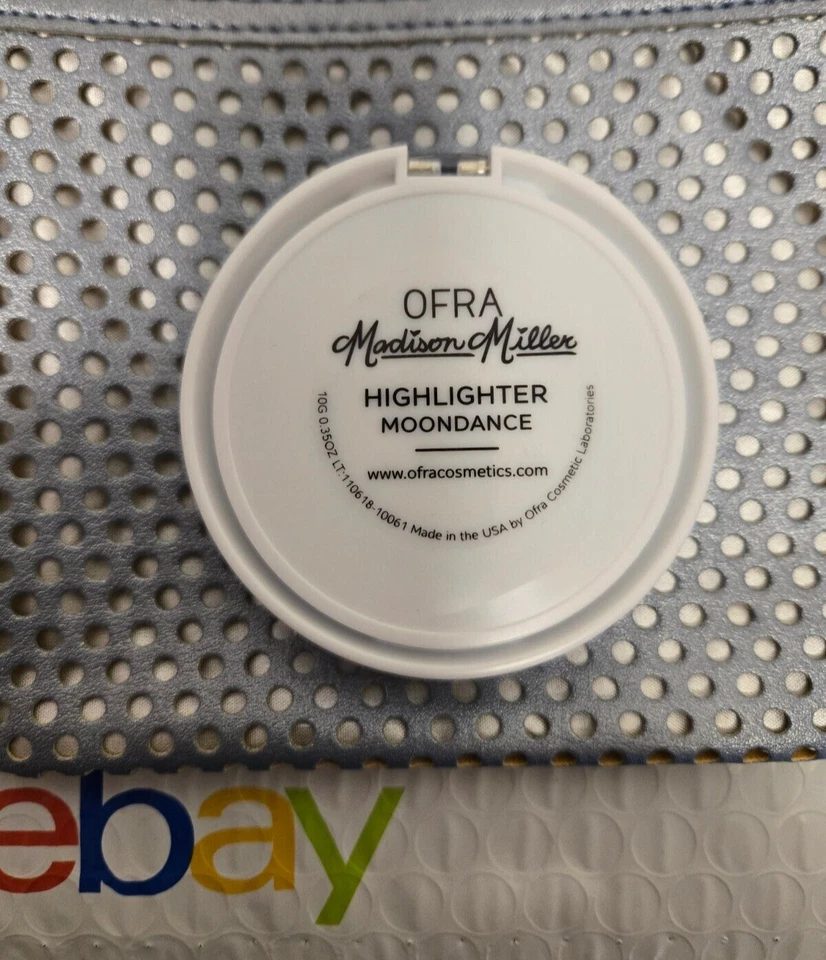 OFRA
Madison Miller
HIGHLIGHTER
MOONDANCE
www.ofracosmetics.com
10G 0.35OZ LT:110618-10061 Made in the USA by Ofra Cosmetic Laboratories
ebay